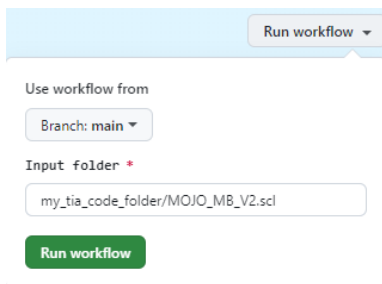 Run workflow
Use workflow from
Branch: main
Input folder *
my_tia_code_folder/MOJO_MB_V2.scl
Run workflow